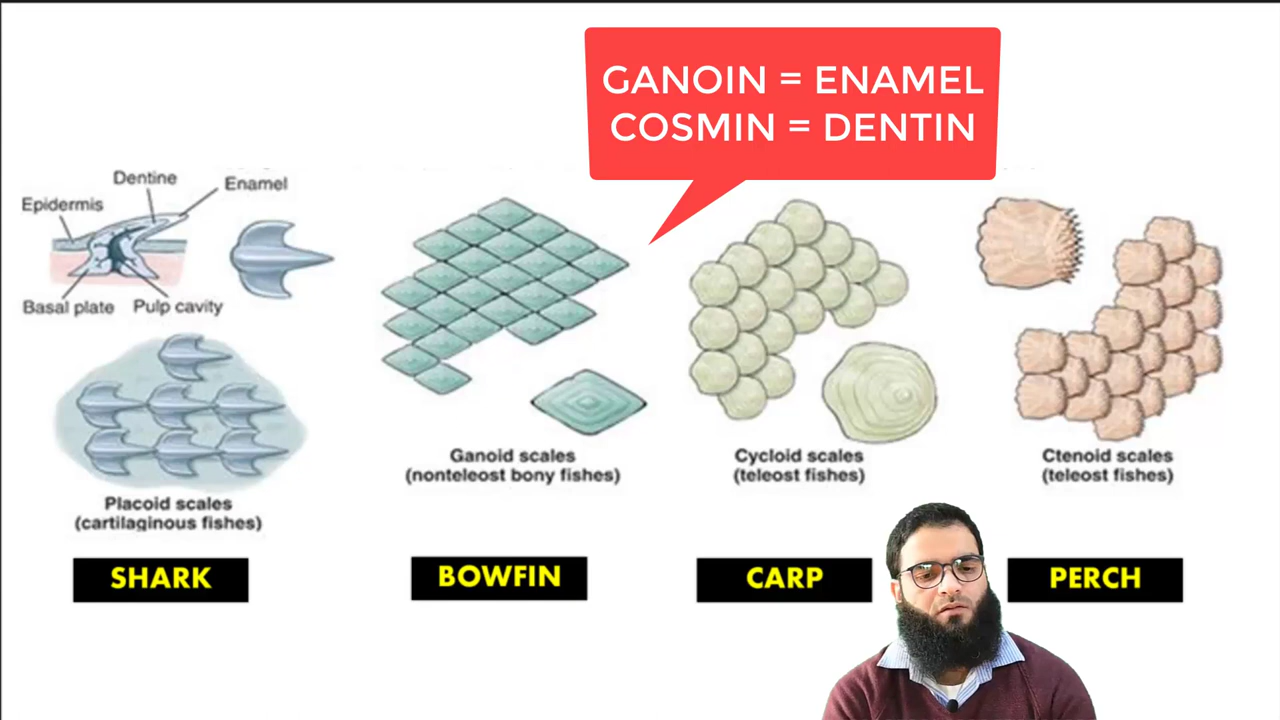 GANOIN = ENAMEL
COSMIN = DENTIN
Dentine
Enamel
Epidermis
Basal plate
Pulp cavity
Placoid scales
(cartilaginous fishes)
Ganoid scales
(nonteleost bony fishes)
Cycloid scales
(teleost fishes)
Ctenoid scales
(teleost fishes)
SHARK
BOWFIN
CARP
PERCH